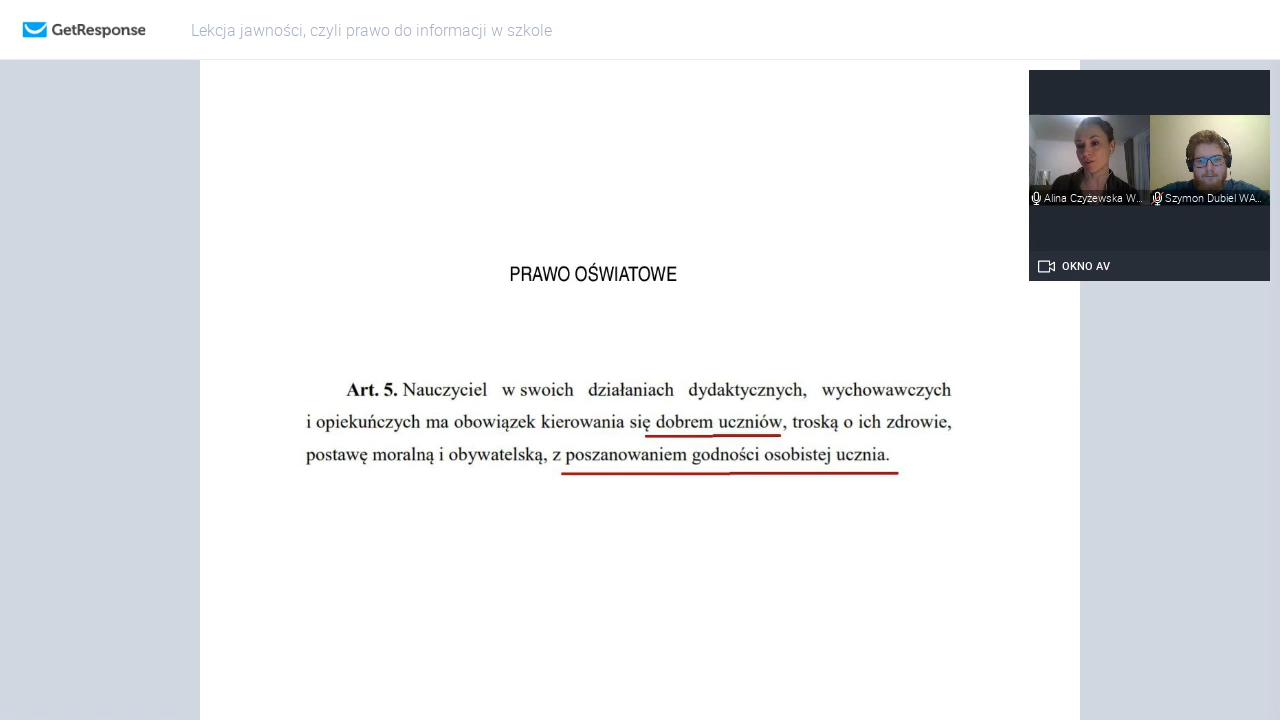 GetResponse
Lekcja jawności, czyli prawo do informacji w szkole
Alina Czyżewska W...
Szymon Dubiel WA...
OKNO AV
PRAWO OŚWIATOWE
Art. 5. Nauczyciel w swoich działaniach dydaktycznych, wychowawczych
i opiekuńczych ma obowiązek kierowania się dobrem uczniów, troską o ich zdrowie,
postawę moralną i obywatelską, z poszanowaniem godności osobistej ucznia.